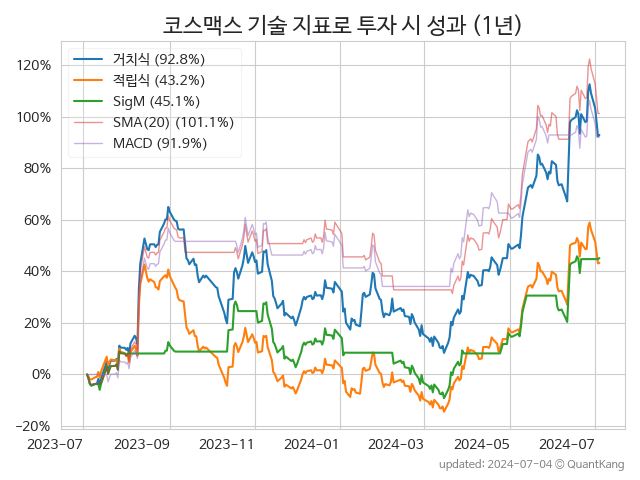 코스맥스 기술 지표로 투자 시 성과 (1년)
거치식 (92.8%)
적립식 (43.2%)
SigM (45.1%)
SMA(20) (101.1%)
MACD (91.9%)
120%
100%
80%
60%
40%
20%
0%
−20%
2023-07 2023-09 2023-11 2024-01 2024-03 2024-05 2024-07
updated: 2024-07-04 © QuantKang